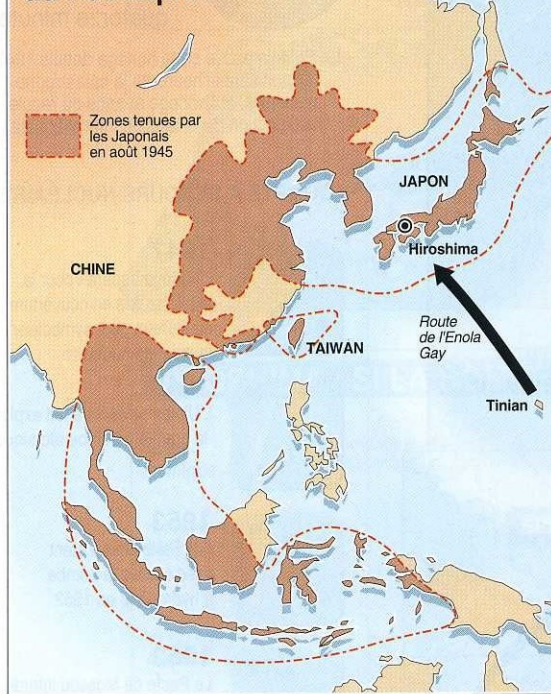 Zones tenues par
les Japonais
en août 1945
JAPON
Hiroshima
CHINE
Route
de l'Enola
Gay
TAIWAN
Tinian